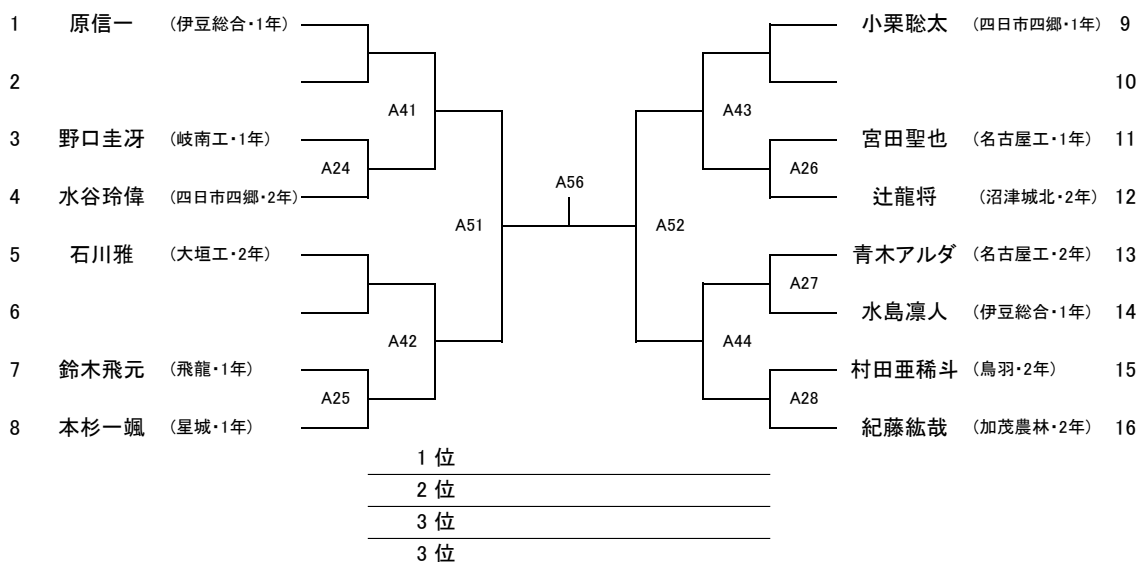 1 原信一 (伊豆総合・1年)
2
A41
3 野口圭冴 (岐南工・1年)
A24
4 水谷玲偉 (四日市四郷・2年)
A51
5 石川雅 (大垣工・2年)
6
A42
7 鈴木飛元 (飛龍・1年)
A25
8 本杉一颯 (星城・1年)
A56
小栗聡太 (四日市四郷・1年) 9
10
A43
宮田聖也 (名古屋工・1年) 11
A26
辻龍将 (沼津城北・2年) 12
A52
青木アルダ (名古屋工・2年) 13
A27
水島凛人 (伊豆総合・1年) 14
A44
村田亜稀斗 (鳥羽・2年) 15
A28
紀藤紘哉 (加茂農林・2年) 16
1 位
2 位
3 位
3 位